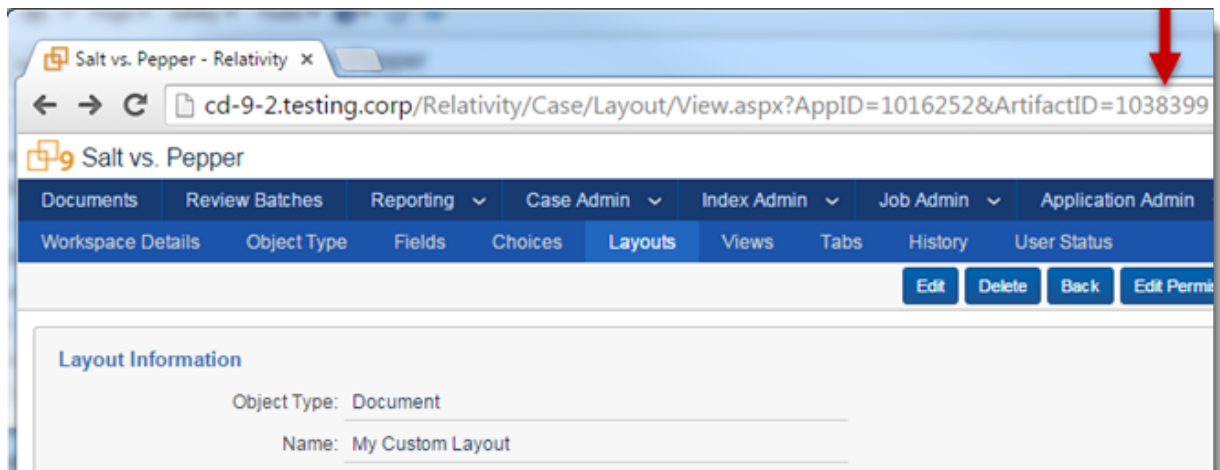 Salt vs. Pepper - Relativity ×
cd-9-2.testing.corp/Relativity/Case/Layout/View.aspx?AppID=1016252&ArtifactID=1038399
9 Salt vs. Pepper
Documents Review Batches Reporting Case Admin Index Admin Job Admin Application Admin
Workspace Details Object Type Fields Choices Layouts Views Tabs History User Status
Edit Delete Back Edit Permis
Layout Information
Object Type: Document
Name: My Custom Layout